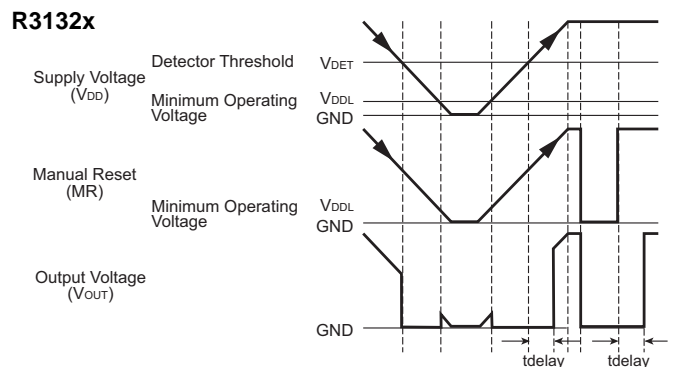 R3132x
Detector Threshold VDET
Supply Voltage
(VDD)
Minimum Operating
Voltage
VDDL
GND
Manual Reset
(MR)
Minimum Operating
Voltage
VDDL
GND
Output Voltage
(VOUT)
GND
tdelay tdelay